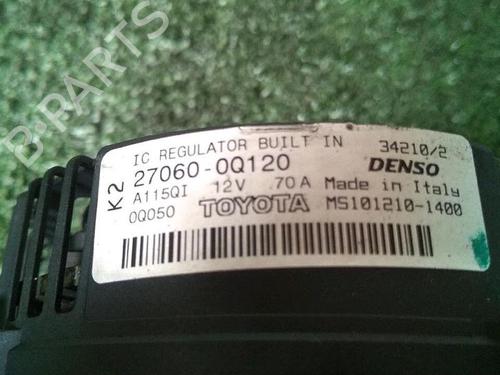 B-PARTS
IC REGULATOR BUILT IN 34210/2
K2 27060-0Q120 DENSO
A115QI 12V .70A Made in Italy
0Q050 TOYOTA MS101210-1400